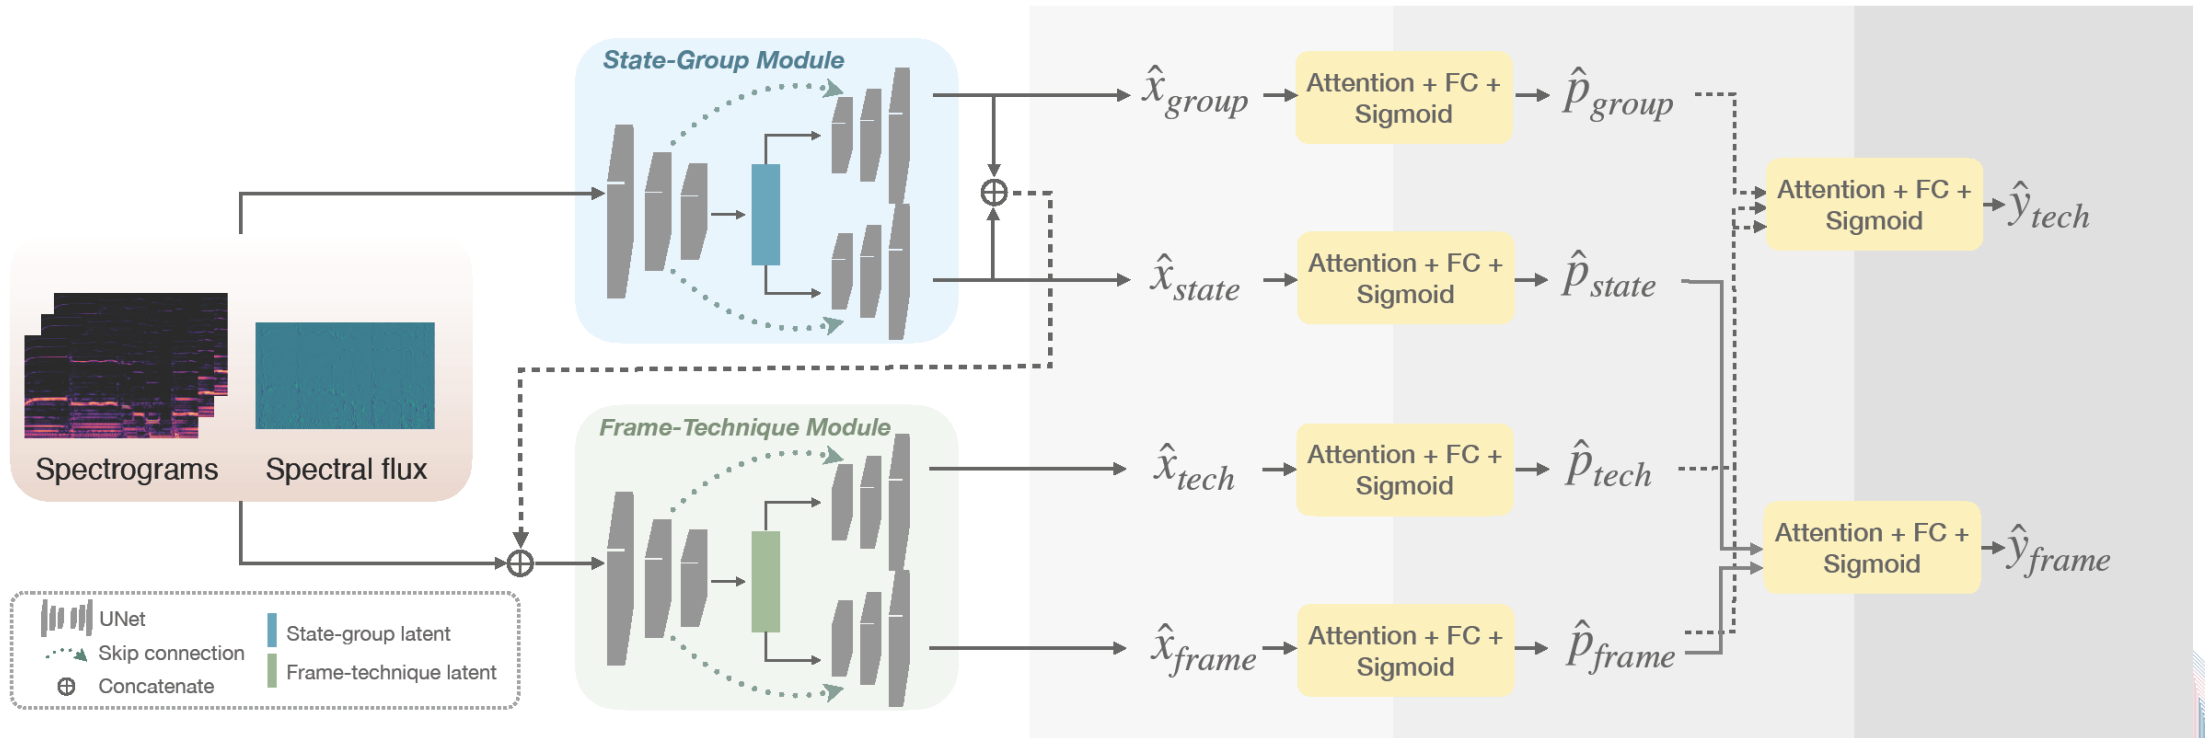 State-Group Module
x̂group
Attention + FC +
Sigmoid
p̂group
Attention + FC +
Sigmoid
ŷtech
x̂state
Attention + FC +
Sigmoid
p̂state
Spectrograms
Spectral flux
Frame-Technique Module
x̂tech
Attention + FC +
Sigmoid
p̂tech
Attention + FC +
Sigmoid
ŷframe
x̂frame
Attention + FC +
Sigmoid
p̂frame
UNet
Skip connection
Concatenate
State-group latent
Frame-technique latent